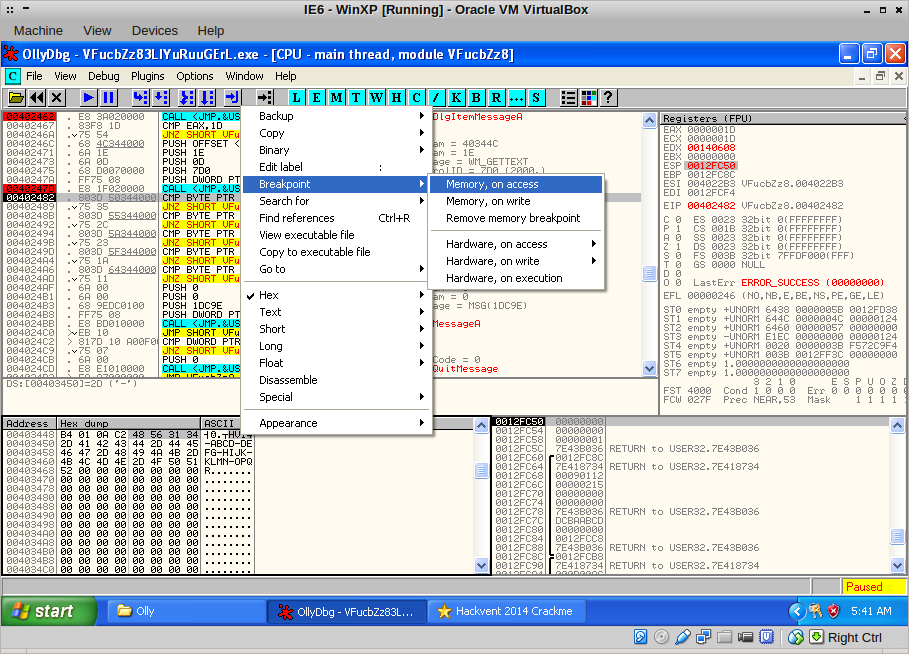 IE6 - WinXP [Running] - Oracle VM VirtualBox
Machine View Devices Help
OllyDbg - VFucbZz83LIYuRuuGErL.exe - [CPU - main thread, module VFucbZz8]
C File View Debug Plugins Options Window Help
L E M T W H C / K B R ... S ?
00402462 . E8 3A020000 CALL <JMP.&US
00402467 . 83F8 1D CMP EAX,1D
0040246A . 75 54 JNZ SHORT VFu
0040246C . 68 4C344000 PUSH OFFSET <
00402471 . 6A 1E PUSH 1E
00402473 . 6A 0D PUSH 0D
00402475 . 68 D0070000 PUSH 7D0
0040247A . FF75 08 PUSH DWORD PT
0040247D . E8 1F020000 CALL <JMP.&US
00402482 . 803D 50344000 CMP BYTE PTR
00402489 . 75 35 JNZ SHORT VFu
0040248B . 803D 55344000 CMP BYTE PTR
00402492 . 75 2C JNZ SHORT VFu
00402494 . 803D 5A344000 CMP BYTE PTR
0040249B . 75 23 JNZ SHORT VFu
0040249D . 803D 5F344000 CMP BYTE PTR
004024A4 . 75 1A JNZ SHORT VFu
004024A6 . 803D 64344000 CMP BYTE PTR
004024AD . 75 11 JNZ SHORT VFu
004024AF . 6A 00 PUSH 0
004024B1 . 6A 00 PUSH 0
004024B3 . 68 9EDC0100 PUSH 1DC9E
004024B8 . FF75 08 PUSH DWORD PT
004024BB . E8 BD010000 CALL <JMP.&US
004024C0 . EB 10 JMP SHORT VFu
004024C2 > 817D 10 A00F0 CMP DWORD PTR
004024C9 . 75 07 JNZ SHORT VFu
004024CB . 6A 00 PUSH 0
004024CD . E8 E1010000 CALL <JMP.&US
DlgItemMessageA
am = 40344C
am = 1E
age = WM_GETTEXT
rolID = 7D0 (2000.)
am = 0
age = MSG(1DC9E)
MessageA
Code = 0
QuitMessage
DS:[00403450]=2D ('-')
Backup
Copy
Binary
Edit label :
Breakpoint
Search for
Find references Ctrl+R
View executable file
Copy to executable file
Go to
Hex
Text
Short
Long
Float
Disassemble
Special
Appearance
Memory, on access
Memory, on write
Remove memory breakpoint
Hardware, on access
Hardware, on write
Hardware, on execution
Registers (FPU) <
EAX 0000001D
ECX 0000001E
EDX 00140608
EBX 00000000
ESP 0012FC50
EBP 0012FC8C
ESI 004022B3 VFucbZz8.004022B3
EDI 0012FCF4
EIP 00402482 VFucbZz8.00402482
C 0 ES 0023 32bit 0(FFFFFFFF)
P 1 CS 001B 32bit 0(FFFFFFFF)
A 0 SS 0023 32bit 0(FFFFFFFF)
Z 1 DS 0023 32bit 0(FFFFFFFF)
S 0 FS 003B 32bit 7FFDF000(FFF)
T 0 GS 0000 NULL
D 0
O 0 LastErr ERROR_SUCCESS (00000000)
EFL 00000246 (NO,NB,E,BE,NS,PE,GE,LE)
ST0 empty +UNORM 6438 0000005B 0012FD38
ST1 empty +UNORM 644C 0000004C 00000124
ST2 empty +UNORM 6460 00000057 00000000
ST3 empty -UNORM E1EC 00000000 00000124
ST4 empty +UNORM 0020 0000003B F572C9F4
ST5 empty +UNORM 003B 0012FF3C 00000000
ST6 empty 1.0000000000000000000
ST7 empty 1.0000000000000000000
3 2 1 0 E S P U O Z D
FST 4000 Cond 1 0 0 0 Err 0 0 0 0 0 0
FCW 027F Prec NEAR,53 Mask 1 1 1 1
Address Hex dump ASCII
00403448 B4 01 0A C2 48 56 31 34
00403450 2D 41 42 43 44 2D 44 45 -ABCD-DE
00403458 46 47 2D 48 49 4A 4B 2D FG-HIJK-
00403460 4B 4C 4D 4E 2D 4F 50 51 KLMN-OPQ
00403468 52 00 00 00 00 00 00 00 R.......
00403470 00 00 00 00 00 00 00 00 ........
00403478 00 00 00 00 00 00 00 00 ........
00403480 00 00 00 00 00 00 00 00 ........
00403488 00 00 00 00 00 00 00 00 ........
00403490 00 00 00 00 00 00 00 00 ........
00403498 00 00 00 00 00 00 00 00 ........
004034A0 00 00 00 00 00 00 00 00 ........
004034A8 00 00 00 00 00 00 00 00 ........
004034B0 00 00 00 00 00 00 00 00 ........
004034B8 00 00 00 00 00 00 00 00 ........
004034C0 00 00 00 00 00 00 00 00 ........
0012FC50 00000000
0012FC54 00000000
0012FC58 00000001
0012FC5C 7E43B036 RETURN to USER32.7E43B036
0012FC60 0012FC8C
0012FC64 7E418734 RETURN to USER32.7E418734
0012FC68 00090112
0012FC6C 00000215
0012FC70 00000000
0012FC74 00000000
0012FC78 7E43B036 RETURN to USER32.7E43B036
0012FC7C DCBAABCD
0012FC80 00000000
0012FC84 0012FCC8
0012FC88 7E43B036 RETURN to USER32.7E43B036
0012FC8C 0012FCB8
0012FC90 7E418734 RETURN to USER32.7E418734
Paused
start Olly OllyDbg - VFucbZz83L... Hackvent 2014 Crackme 5:41 AM
Right Ctrl